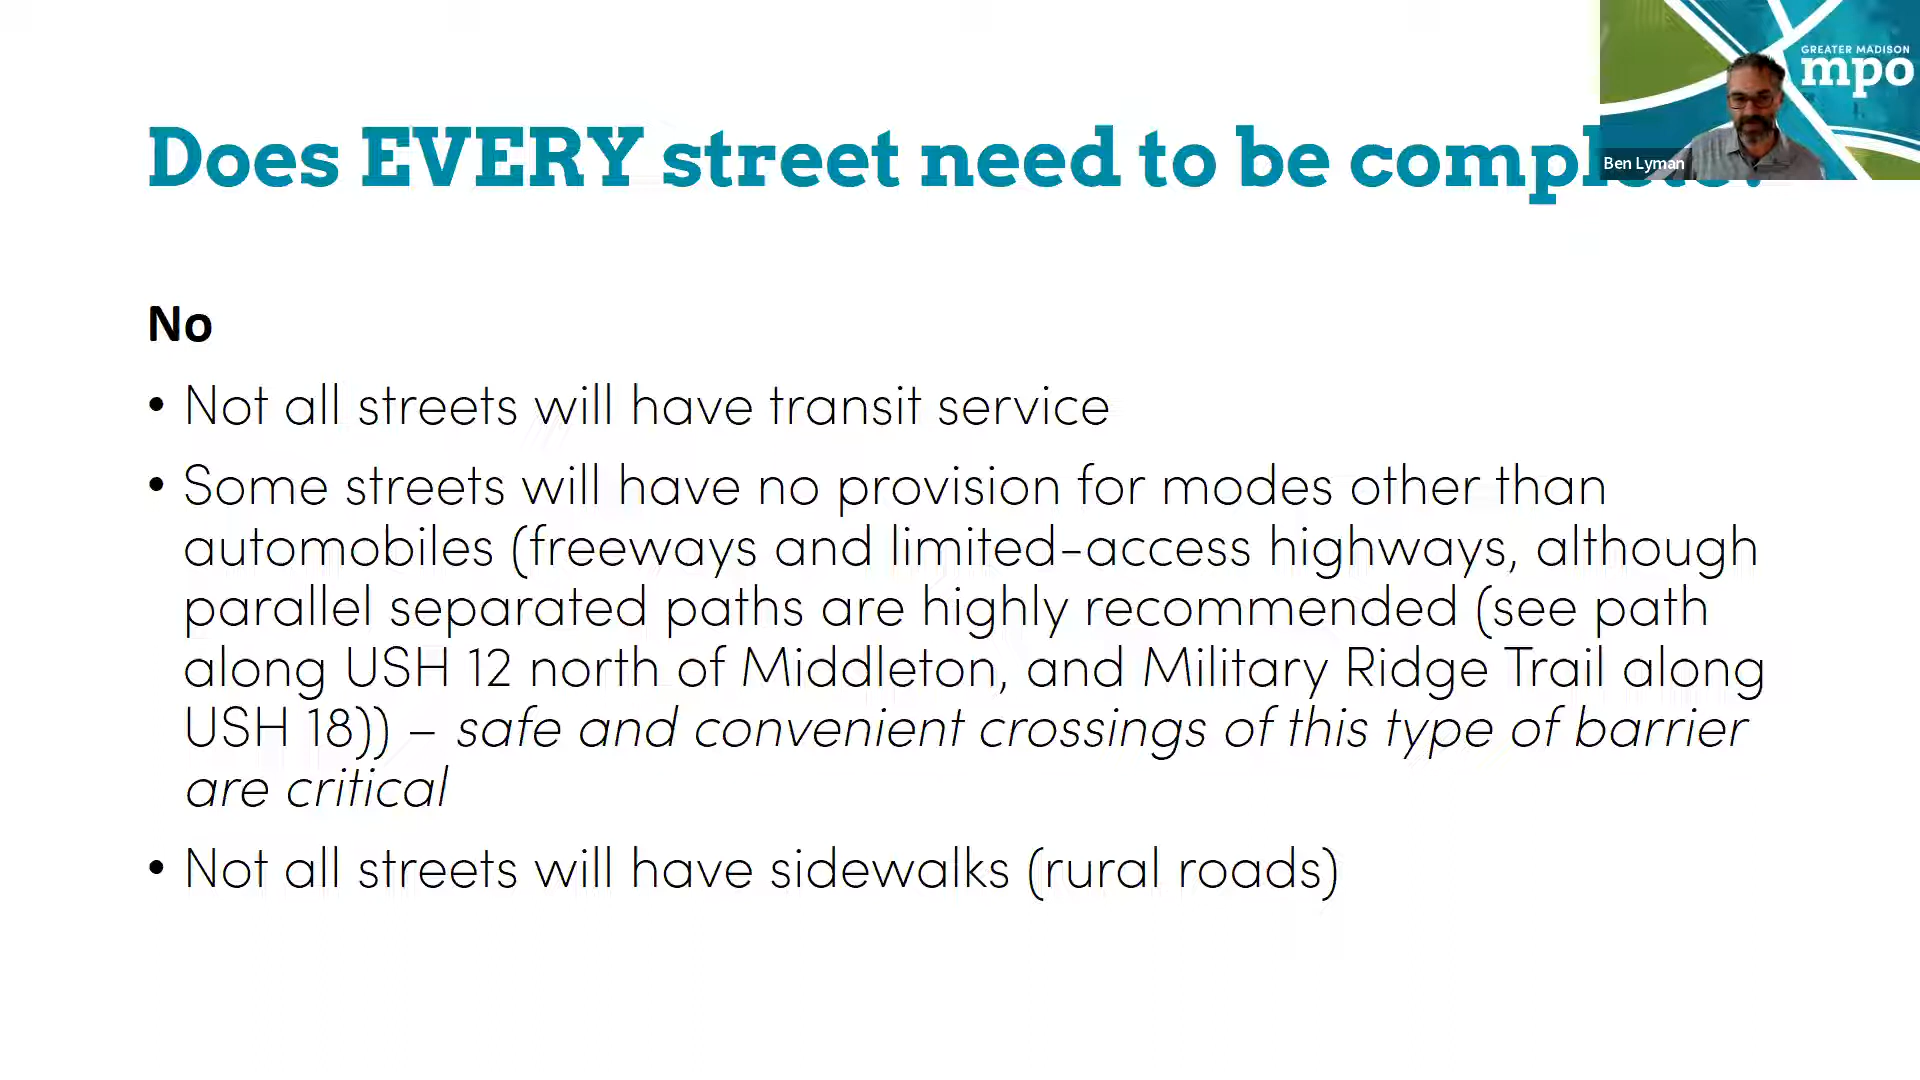 GREATER MADISON
mpo
Ben Lyman
Does EVERY street need to be
No
• Not all streets will have transit service
• Some streets will have no provision for modes other than
automobiles (freeways and limited-access highways, although
parallel separated paths are highly recommended (see path
along USH 12 north of Middleton, and Military Ridge Trail along
USH 18)) – safe and convenient crossings of this type of barrier
are critical
• Not all streets will have sidewalks (rural roads)